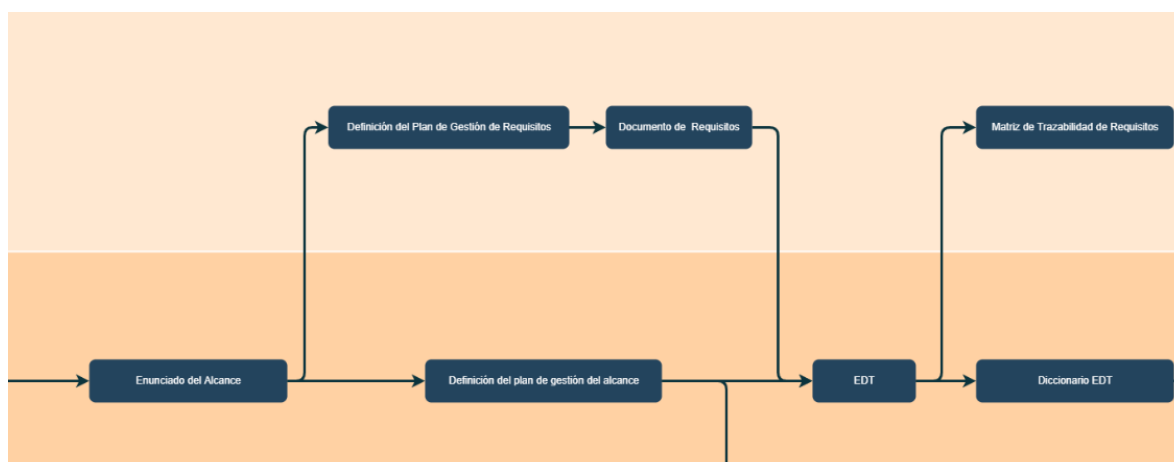 Definición del Plan de Gestión de Requisitos
Documento de Requisitos
Matriz de Trazabilidad de Requisitos
Enunciado del Alcance
Definición del plan de gestión del alcance
EDT
Diccionario EDT